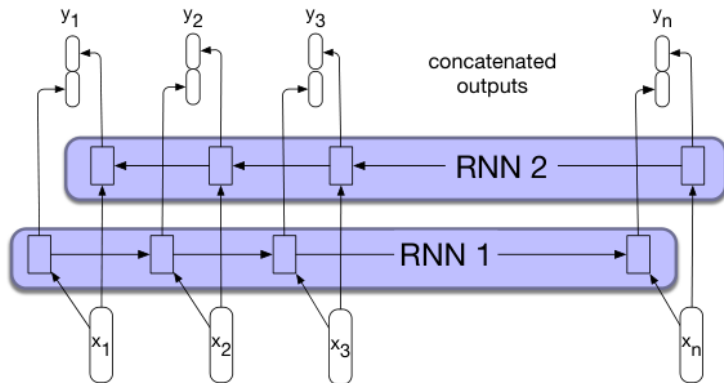 y1 y2 y3 yn
concatenated
outputs
RNN 2
RNN 1
x1 x2 x3 xn